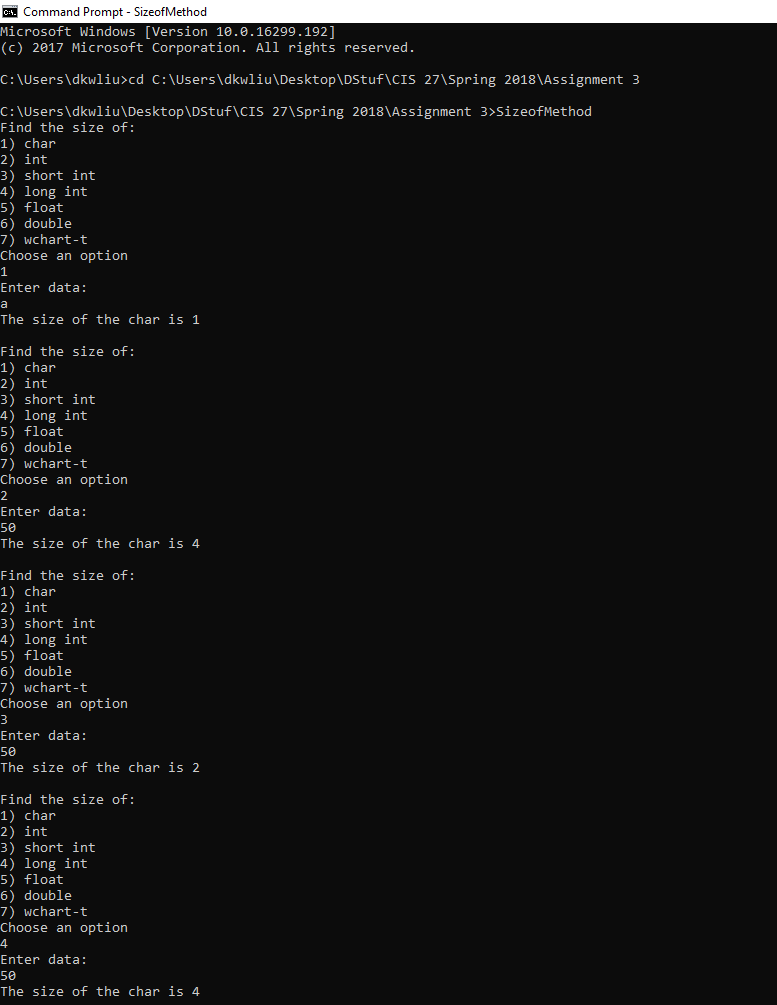 Command Prompt - SizeofMethod
Microsoft Windows [Version 10.0.16299.192]
(c) 2017 Microsoft Corporation. All rights reserved.
C:\Users\dkwliu>cd C:\Users\dkwliu\Desktop\DStuf\CIS 27\Spring 2018\Assignment 3
C:\Users\dkwliu\Desktop\DStuf\CIS 27\Spring 2018\Assignment 3>SizeofMethod
Find the size of:
1) char
2) int
3) short int
4) long int
5) float
6) double
7) wchart-t
Choose an option
1
Enter data:
a
The size of the char is 1
Find the size of:
1) char
2) int
3) short int
4) long int
5) float
6) double
7) wchart-t
Choose an option
2
Enter data:
50
The size of the char is 4
Find the size of:
1) char
2) int
3) short int
4) long int
5) float
6) double
7) wchart-t
Choose an option
3
Enter data:
50
The size of the char is 2
Find the size of:
1) char
2) int
3) short int
4) long int
5) float
6) double
7) wchart-t
Choose an option
4
Enter data:
50
The size of the char is 4